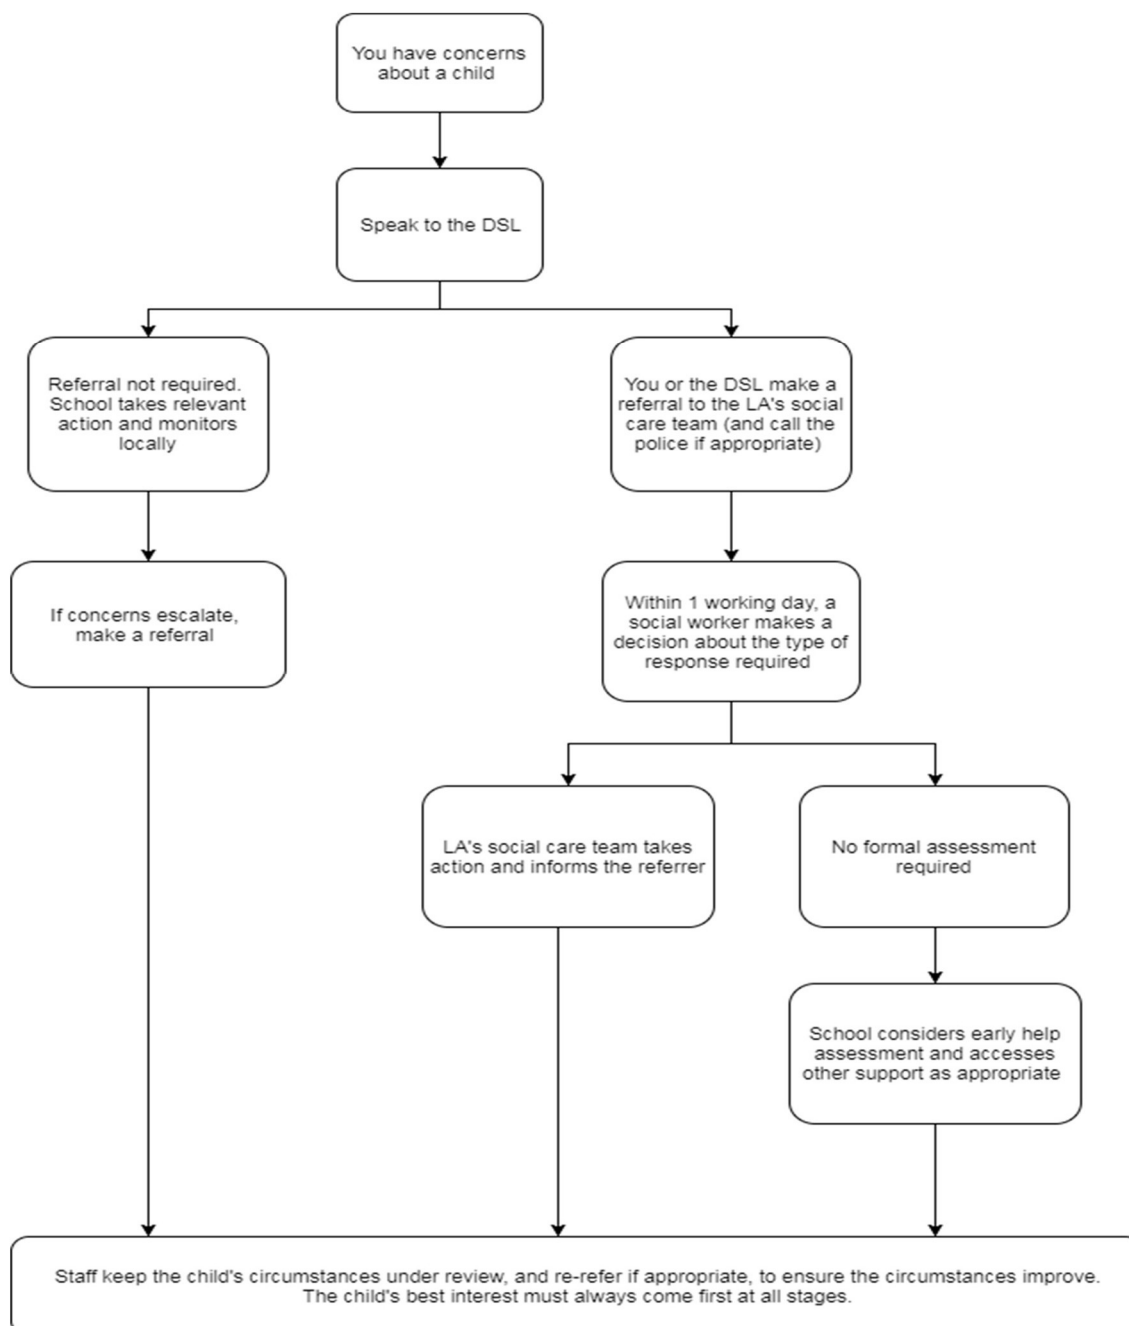 You have concerns
about a child
Speak to the DSL
Referral not required.
School takes relevant
action and monitors
locally
You or the DSL make a
referral to the LA's social
care team (and call the
police if appropriate)
If concerns escalate,
make a referral
Within 1 working day, a
social worker makes a
decision about the type of
response required
LA's social care team takes
action and informs the referrer
No formal assessment
required
School considers early help
assessment and accesses
other support as appropriate
Staff keep the child's circumstances under review, and re-refer if appropriate, to ensure the circumstances improve.
The child's best interest must always come first at all stages.